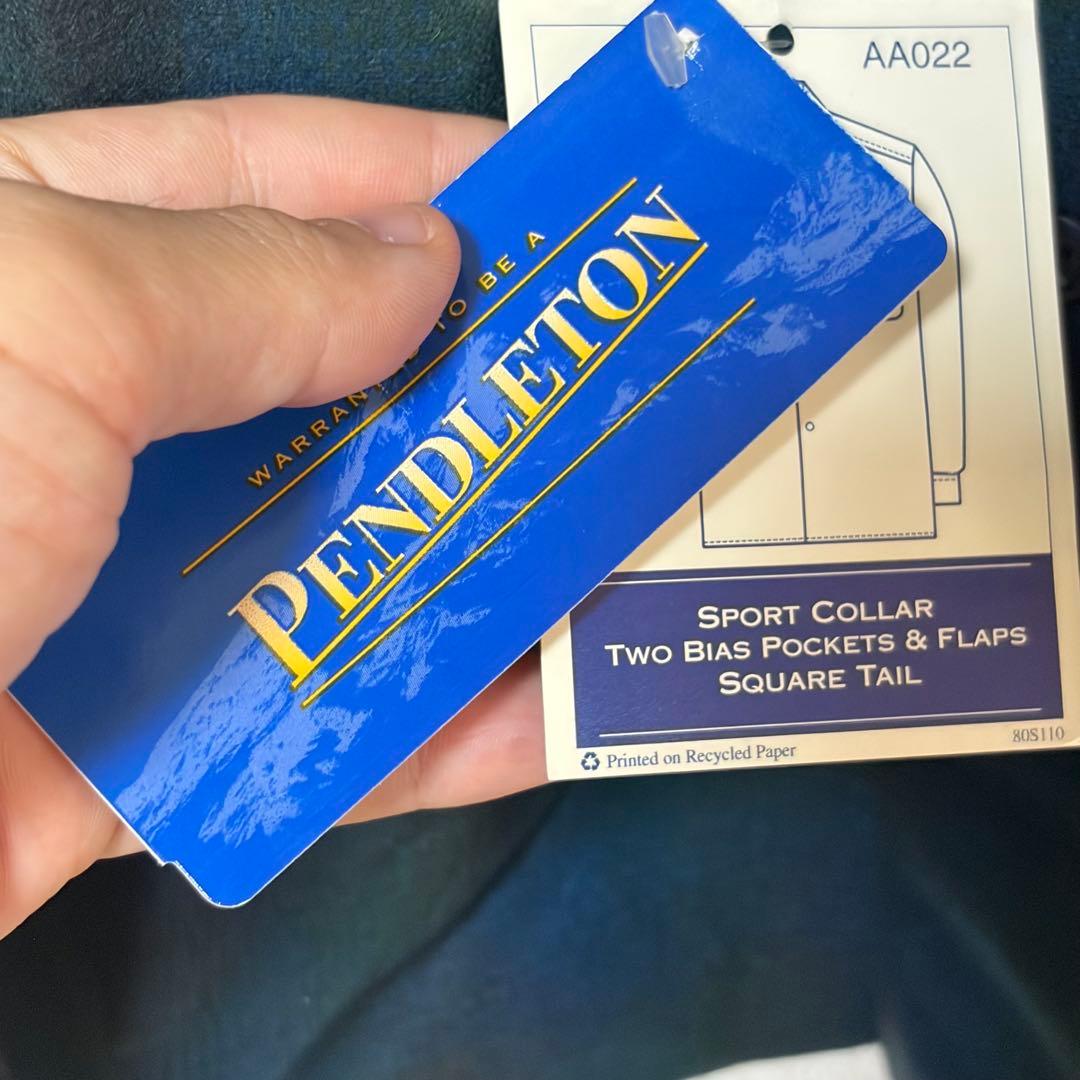 WARRAN TO BE A
PENDLETON
AA022
SPORT COLLAR
TWO BIAS POCKETS & FLAPS
SQUARE TAIL
80S110
Printed on Recycled Paper